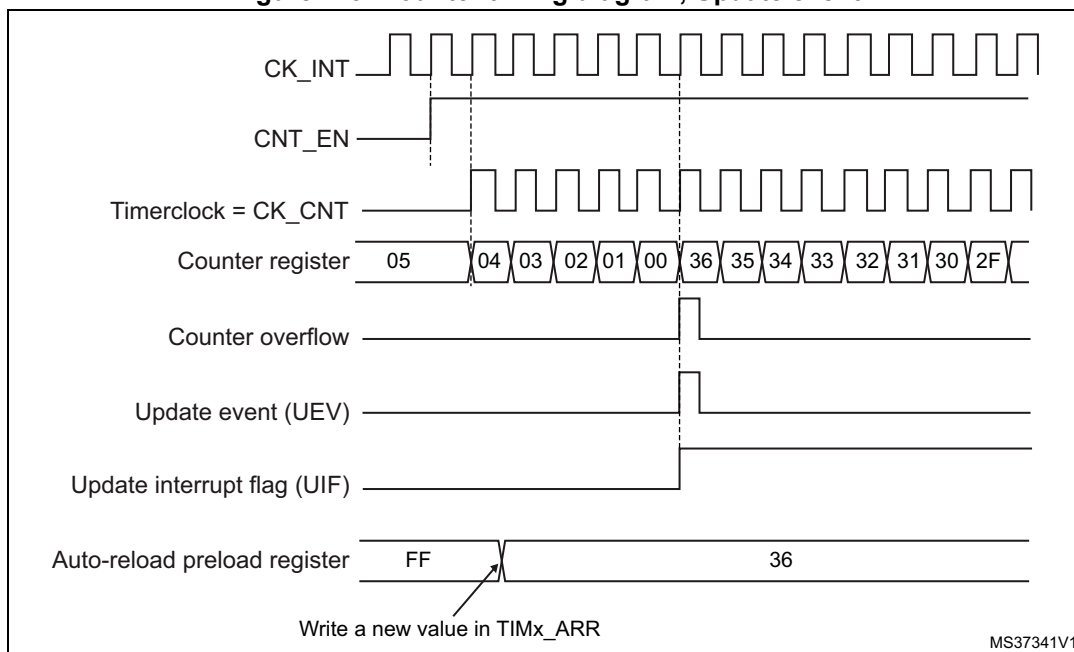 CK_INT
CNT_EN
Timerclock = CK_CNT
Counter register 05 04 03 02 01 00 36 35 34 33 32 31 30 2F
Counter overflow
Update event (UEV)
Update interrupt flag (UIF)
Auto-reload preload register FF 36
Write a new value in TIMx_ARR
MS37341V1